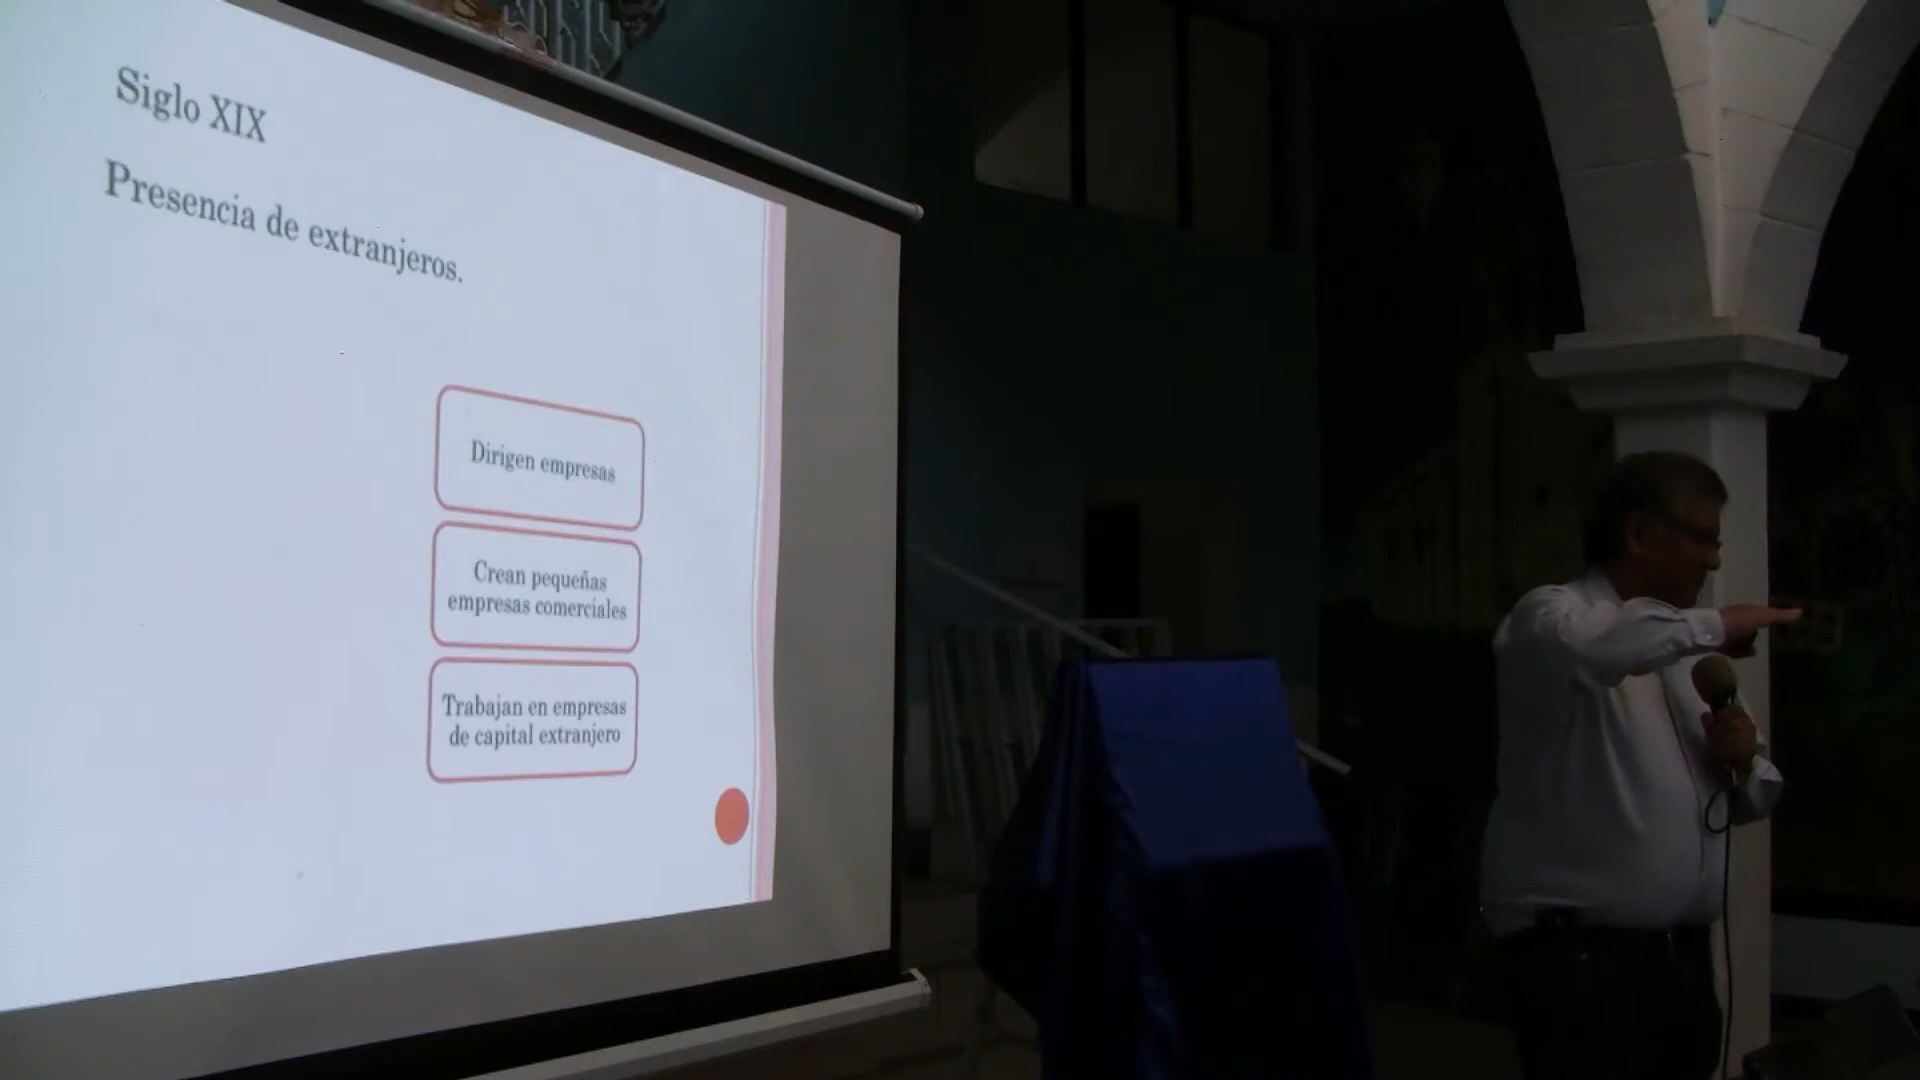 Siglo XIX
Presencia de extranjeros.
Dirigen empresas
Crean pequeñas
empresas comerciales
Trabajan en empresas
de capital extranjero